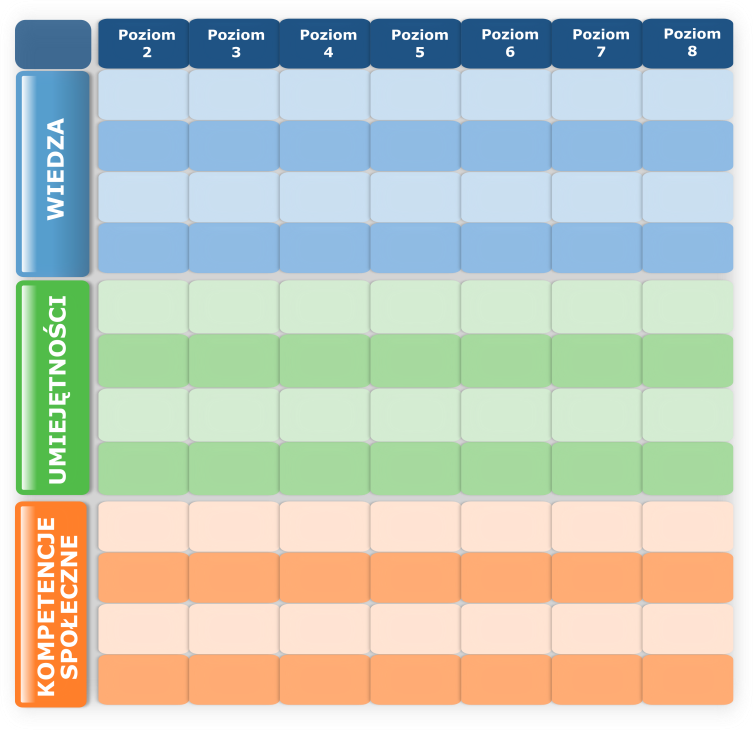 Poziom
2
Poziom
3
Poziom
4
Poziom
5
Poziom
6
Poziom
7
Poziom
8
WIEDZA
UMIEJĘTNOŚCI
KOMPETENCJE
SPOŁECZNE